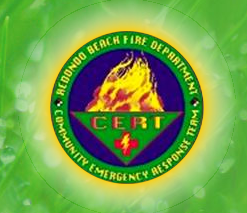 REDONDO BEACH FIRE DEPARTMENT
CERT
COMMUNITY EMERGENCY RESPONSE TEAM